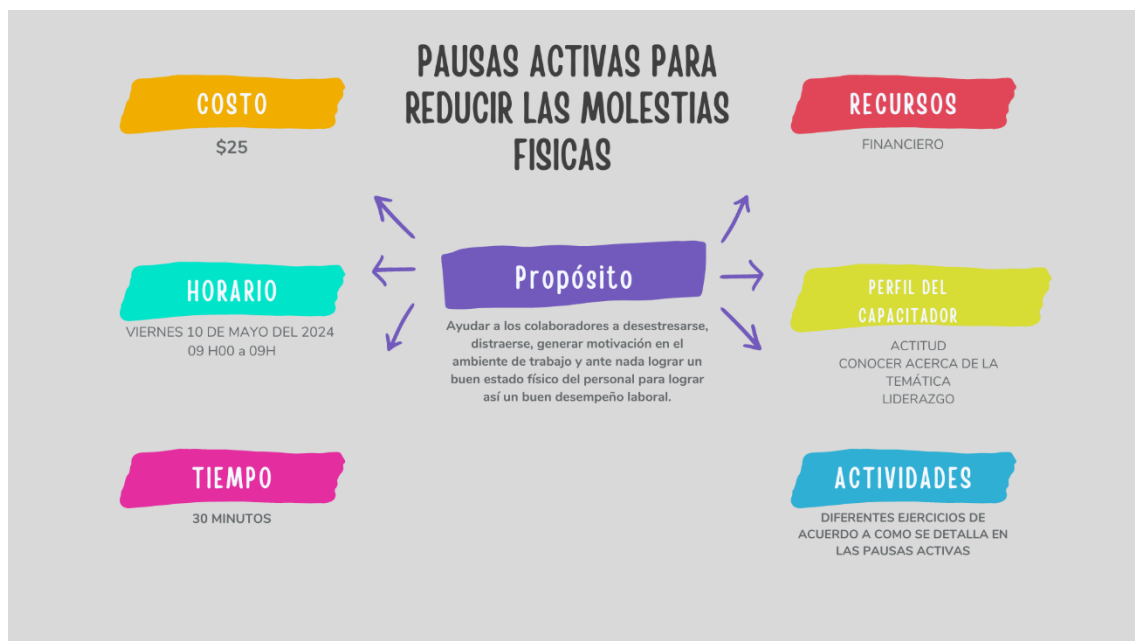 PAUSAS ACTIVAS PARA
REDUCIR LAS MOLESTIAS
FISICAS
COSTO
$25
HORARIO
VIERNES 10 DE MAYO DEL 2024
09 H00 a 09H
TIEMPO
30 MINUTOS
Propósito
Ayudar a los colaboradores a desestresarse,
distraerse, generar motivación en el
ambiente de trabajo y ante nada lograr un
buen estado físico del personal para lograr
así un buen desempeño laboral.
RECURSOS
FINANCIERO
PERFIL DEL
CAPACITADOR
ACTITUD
CONOCER ACERCA DE LA
TEMÁTICA
LIDERAZGO
ACTIVIDADES
DIFERENTES EJERCICIOS DE
ACUERDO A COMO SE DETALLA EN
LAS PAUSAS ACTIVAS